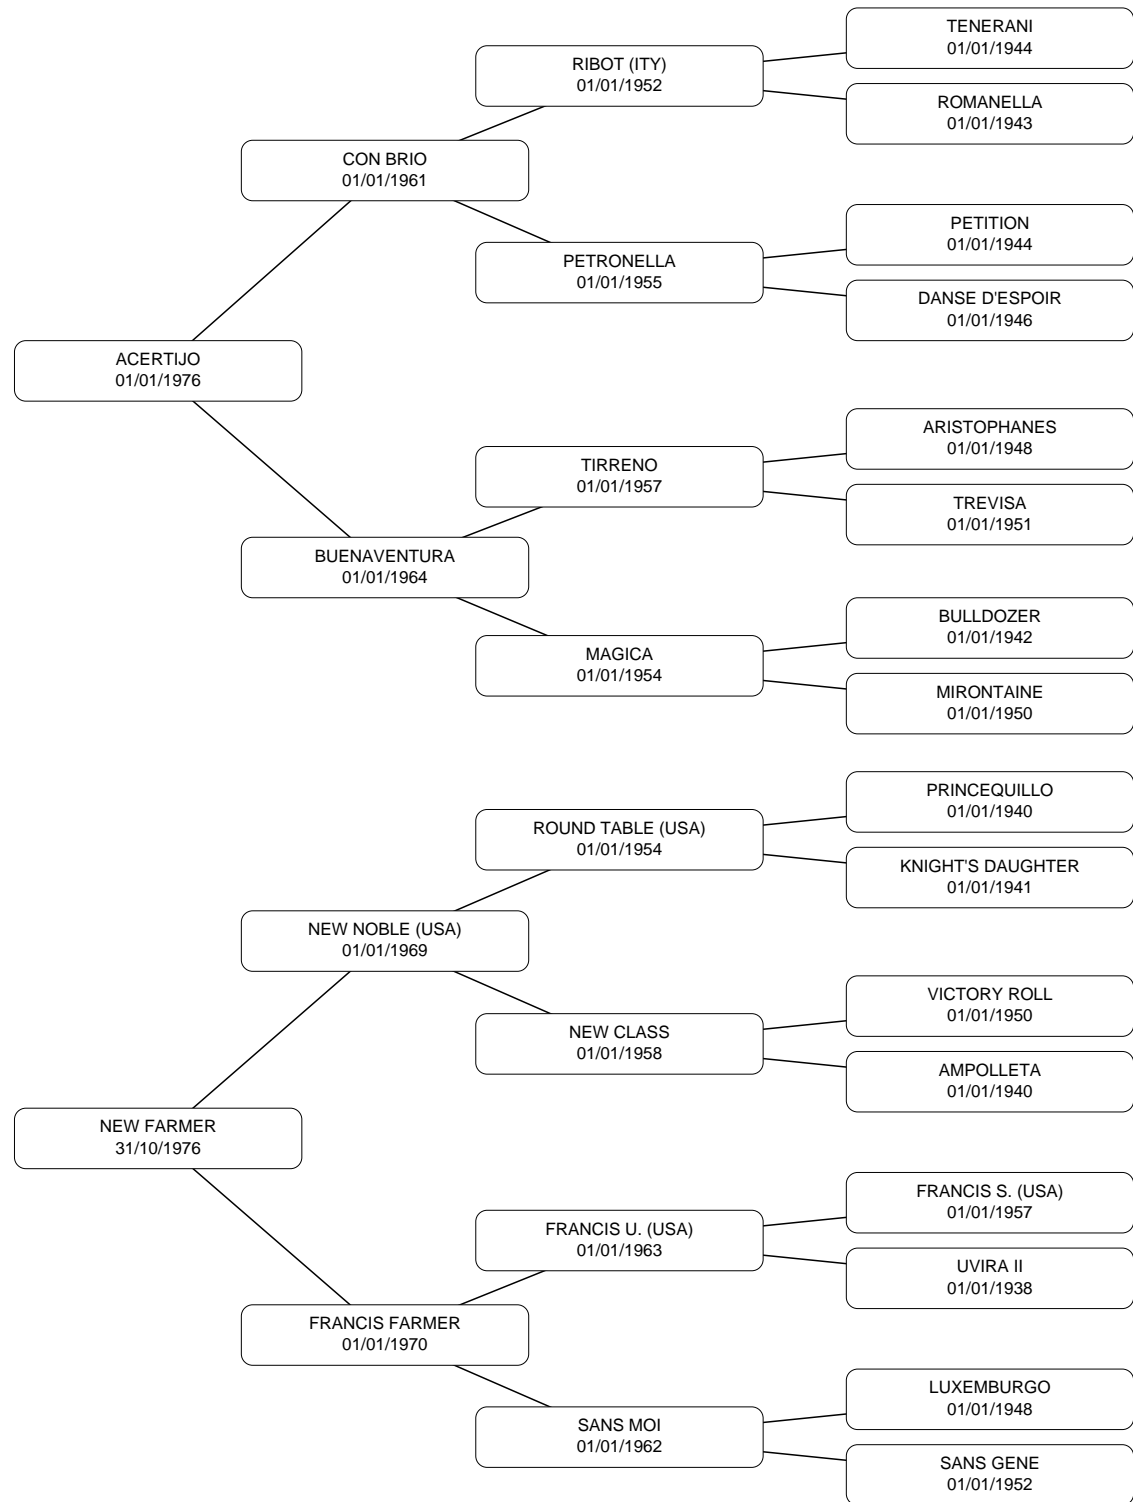 TENERANI
01/01/1944
RIBOT (ITY)
01/01/1952
ROMANELLA
01/01/1943
CON BRIO
01/01/1961
PETITION
01/01/1944
PETRONELLA
01/01/1955
DANSE D'ESPOIR
01/01/1946
ACERTIJO
01/01/1976
ARISTOPHANES
01/01/1948
TIRRENO
01/01/1957
TREVISA
01/01/1951
BUENAVENTURA
01/01/1964
BULLDOZER
01/01/1942
MAGICA
01/01/1954
MIRONTAINE
01/01/1950
PRINCEQUILLO
01/01/1940
ROUND TABLE (USA)
01/01/1954
KNIGHT'S DAUGHTER
01/01/1941
NEW NOBLE (USA)
01/01/1969
VICTORY ROLL
01/01/1950
NEW CLASS
01/01/1958
AMPOLLETA
01/01/1940
NEW FARMER
31/10/1976
FRANCIS S. (USA)
01/01/1957
FRANCIS U. (USA)
01/01/1963
UVIRA II
01/01/1938
FRANCIS FARMER
01/01/1970
LUXEMBURGO
01/01/1948
SANS MOI
01/01/1962
SANS GENE
01/01/1952